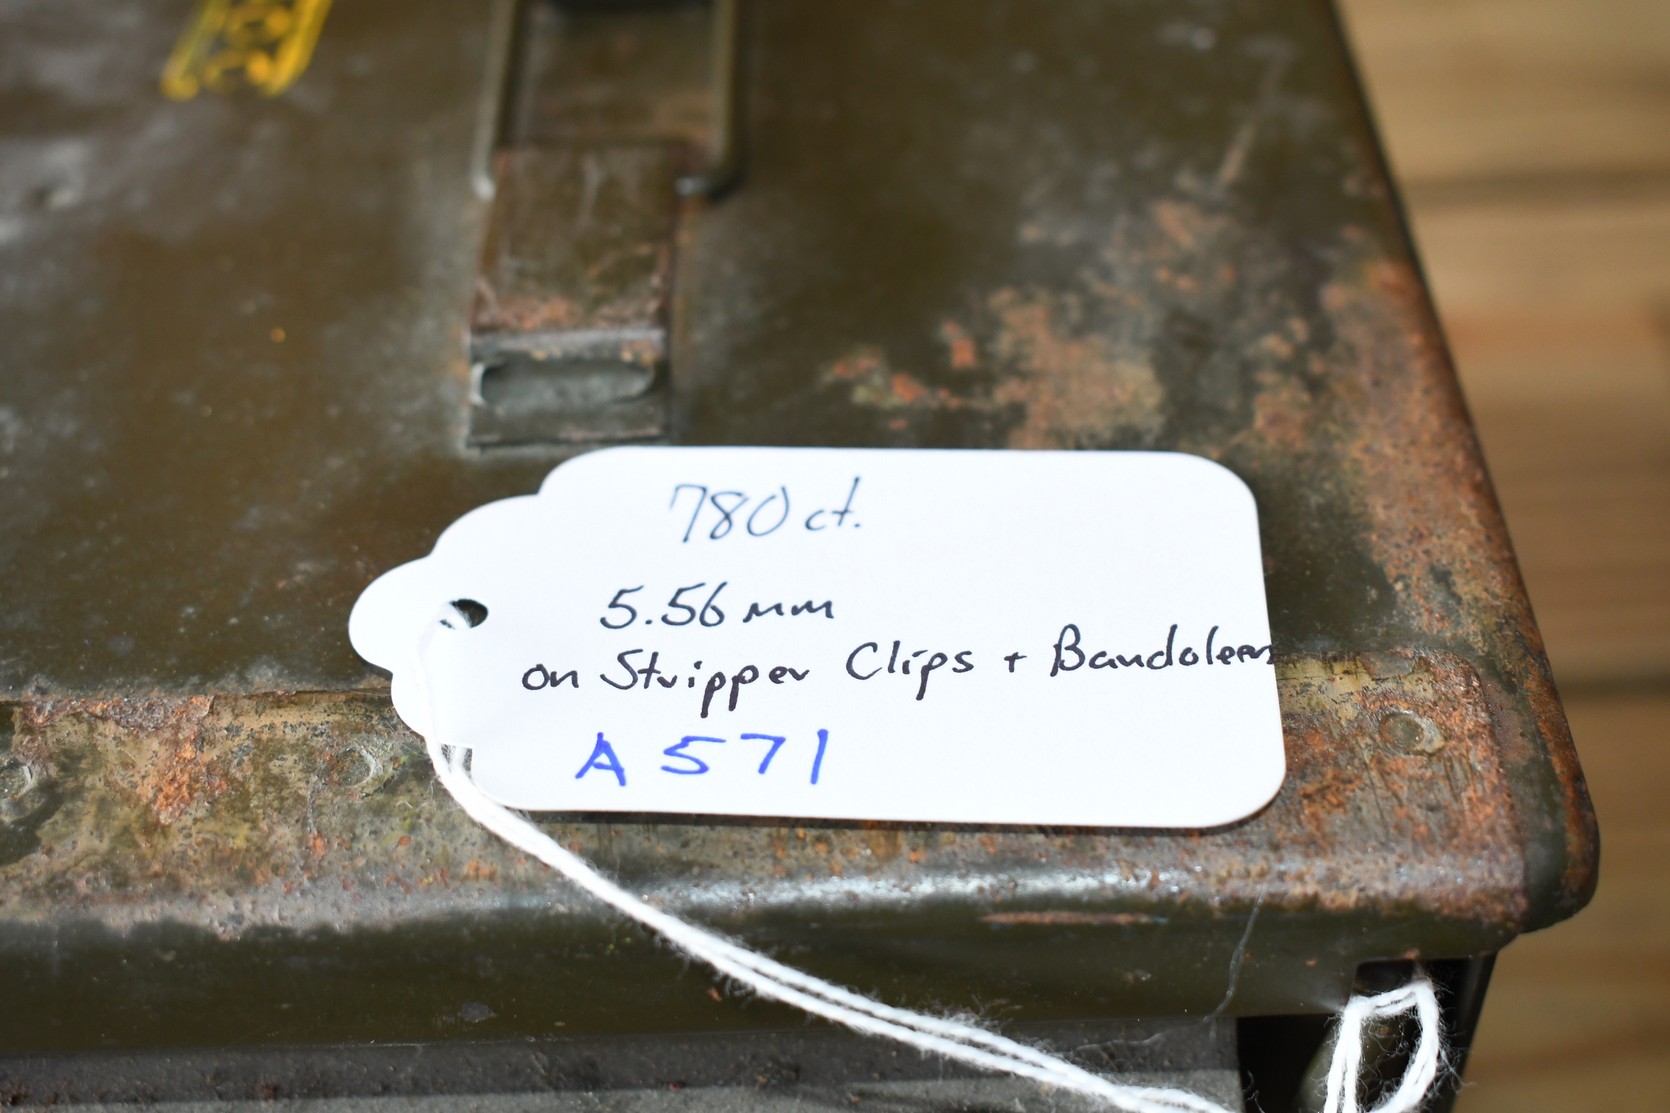 780 ct.
5.56 mm
on Stripper Clips + Bandoleers
A571